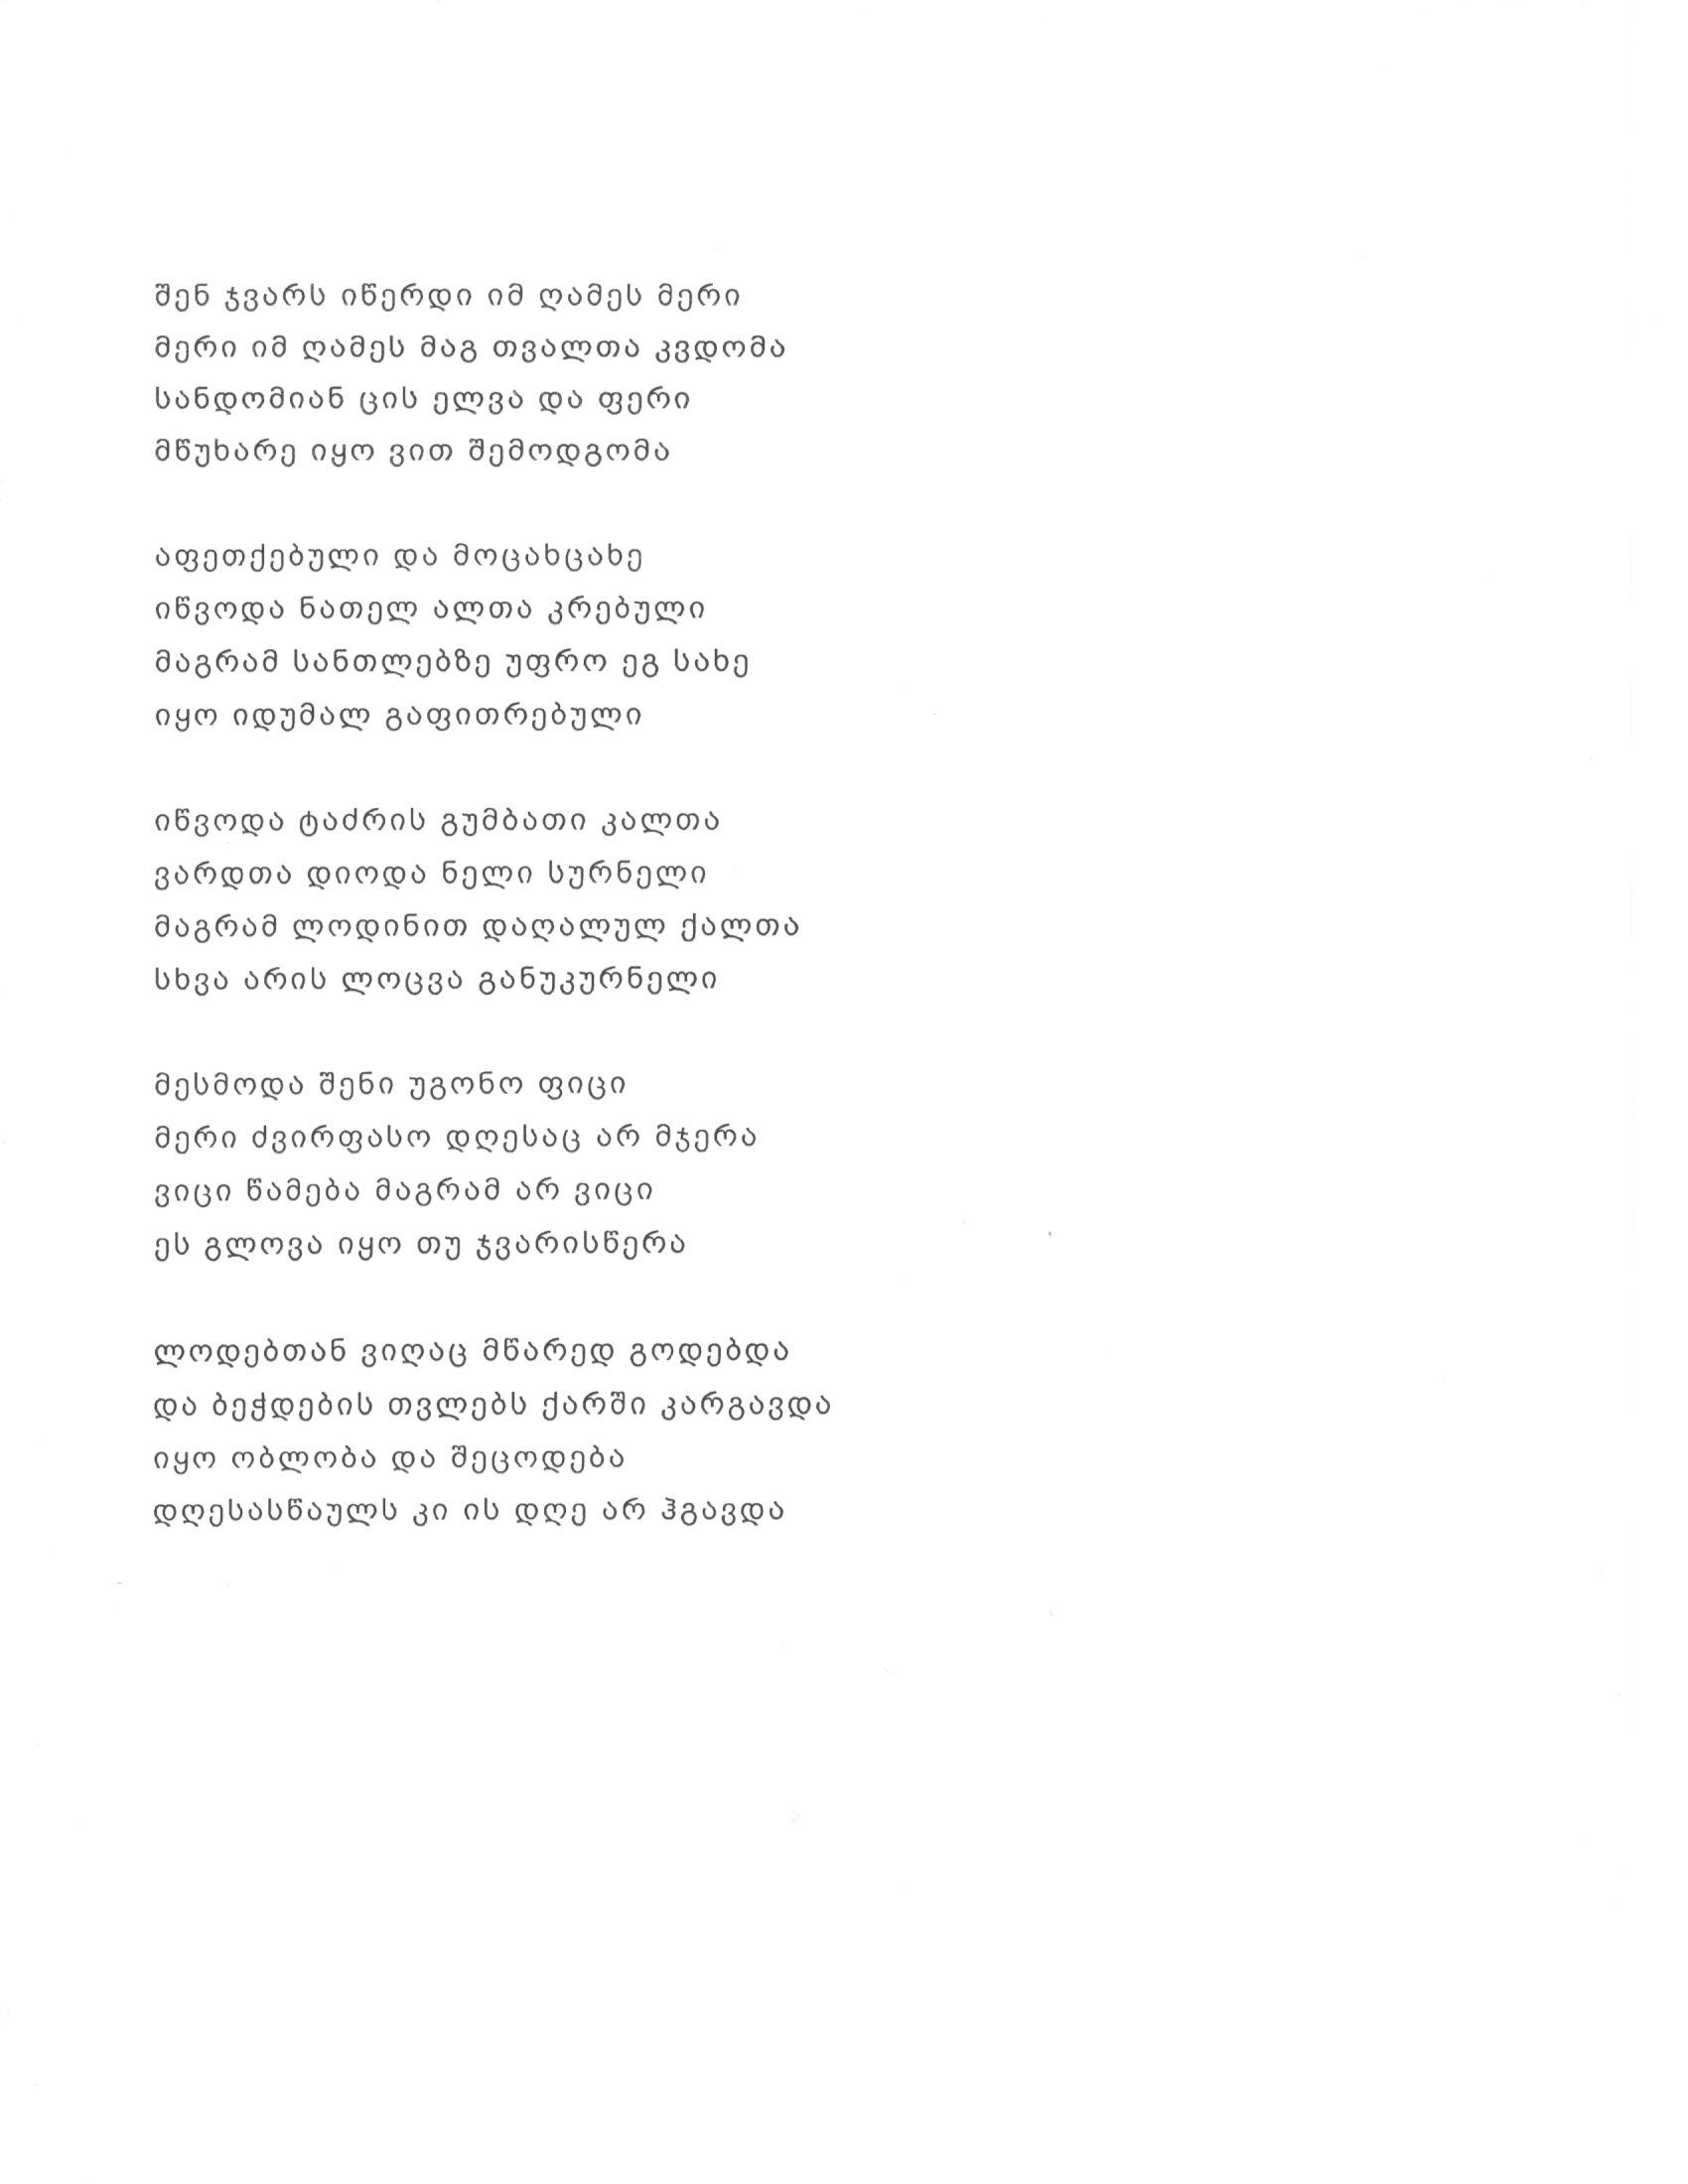 შენ ჯვარს იწერდი იმ ღამეს მერი
მერი იმ ღამეს მაგ თვალთა კვდომა
სანდომიან ცის ელვა და ფერი
მწუხარე იყო ვით შემოდგომა
აფეთქებული და მოცახცახე
იწვოდა ნათელ ალთა კრებული
მაგრამ სანთლებზე უფრო ეგ სახე
იყო იდუმალ გაფითრებული
იწვოდა ტაძრის გუმბათი კალთა
ვარდთა დიოდა ნელი სურნელი
მაგრამ ლოდინით დაღალულ ქალთა
სხვა არის ლოცვა განუკურნელი
მესმოდა შენი უგონო ფიცი
მერი ძვირფასო დღესაც არ მჯერა
ვიცი წამება მაგრამ არ ვიცი
ეს გლოვა იყო თუ ჯვარისწერა
ლოდებთან ვიღაც მწარედ გოდებდა
და ბეჭდების თვლებს ქარში კარგავდა
იყო ობლობა და შეცოდება
დღესასწაულს კი ის დღე არ ჰგავდა